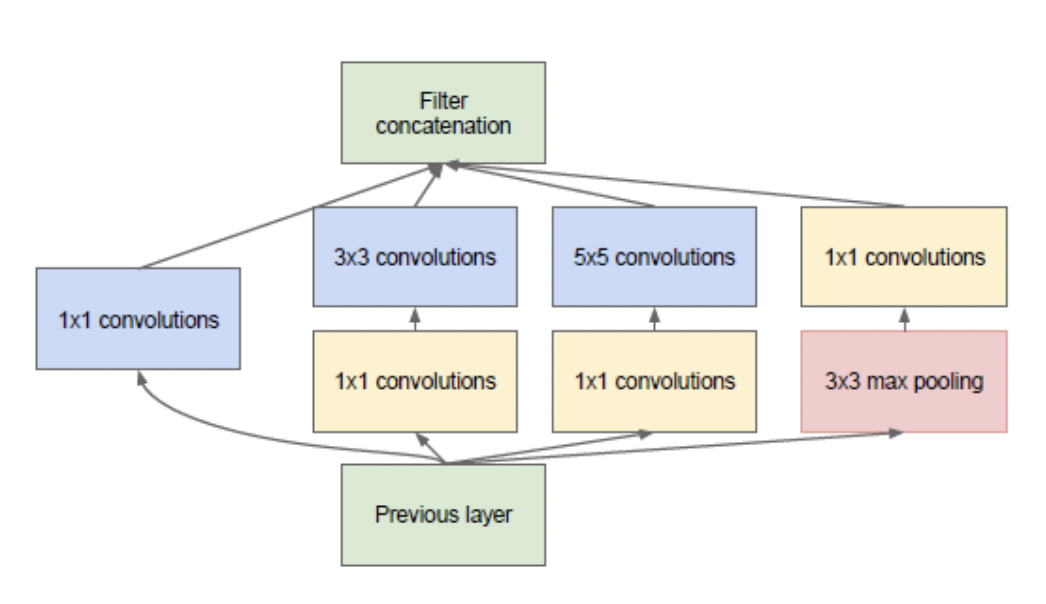 Filter
concatenation
3x3 convolutions
5x5 convolutions
1x1 convolutions
1x1 convolutions
1x1 convolutions
1x1 convolutions
3x3 max pooling
Previous layer